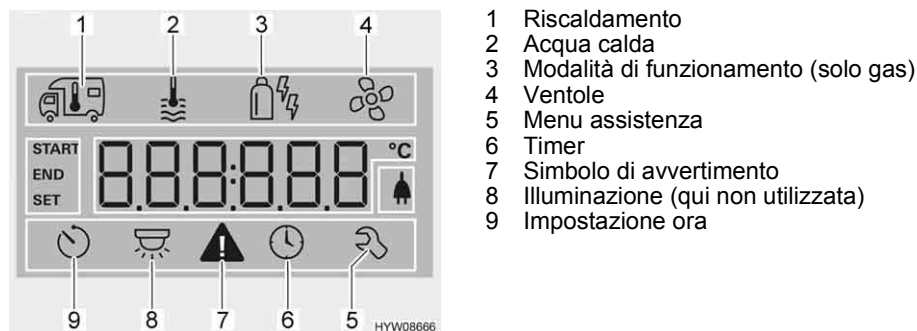 1 2 3 4
START
END
SET
888:888 °C
9 8 7 6 5
HYW08666
1 Riscaldamento
2 Acqua calda
3 Modalità di funzionamento (solo gas)
4 Ventole
5 Menu assistenza
6 Timer
7 Simbolo di avvertimento
8 Illuminazione (qui non utilizzata)
9 Impostazione ora